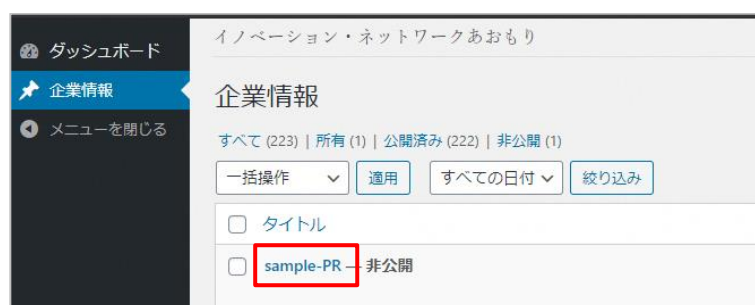 ダッシュボード
企業情報
メニューを閉じる
イノベーション・ネットワークあおもり
企業情報
すべて (223) | 所有 (1) | 公開済み (222) | 非公開 (1)
一括操作 適用 すべての日付 絞り込み
タイトル
sample-PR — 非公開